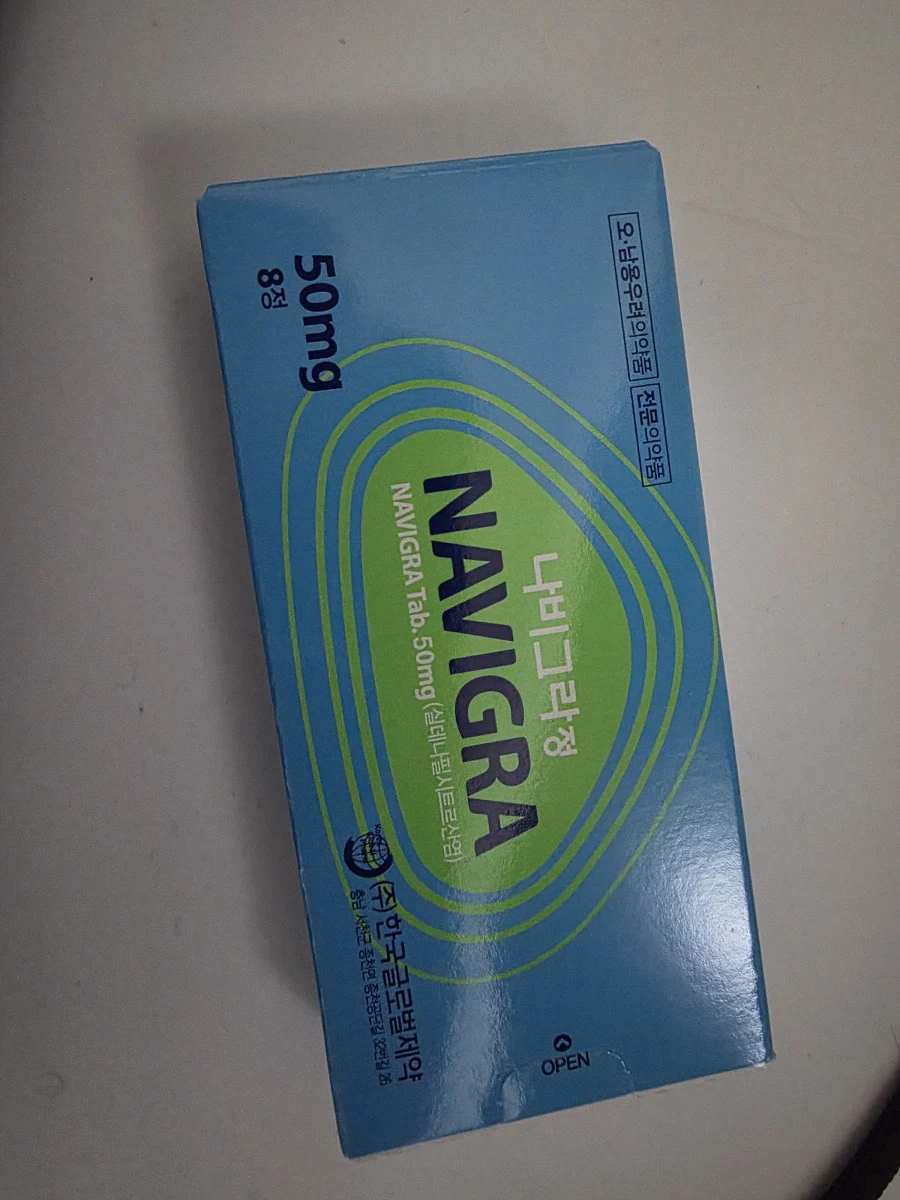 오·남용우려의약품 전문의약품
나비그라정
NAVIGRA
NAVIGRA Tab. 50mg (실데나필시트르산염)
50mg
8정
(주)한국글로벌제약
OPEN